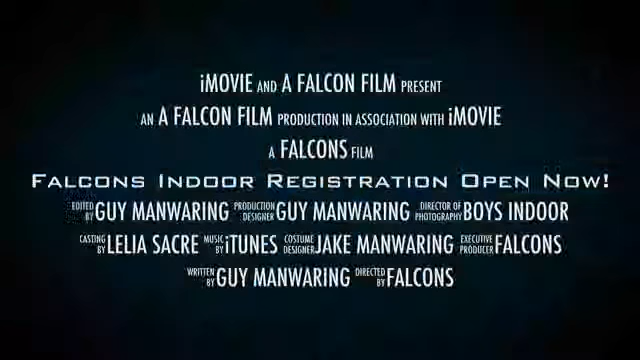 iMOVIE AND A FALCON FILM PRESENT
AN A FALCON FILM PRODUCTION IN ASSOCIATION WITH iMOVIE
A FALCONS FILM
FALCONS INDOOR REGISTRATION OPEN NOW!
EDITED BY GUY MANWARING PRODUCTION DESIGNER GUY MANWARING DIRECTOR OF PHOTOGRAPHY BOYS INDOOR
CASTING BY LELIA SACRE MUSIC BY iTUNES COSTUME DESIGNER JAKE MANWARING EXECUTIVE PRODUCER FALCONS
WRITTEN BY GUY MANWARING DIRECTED BY FALCONS